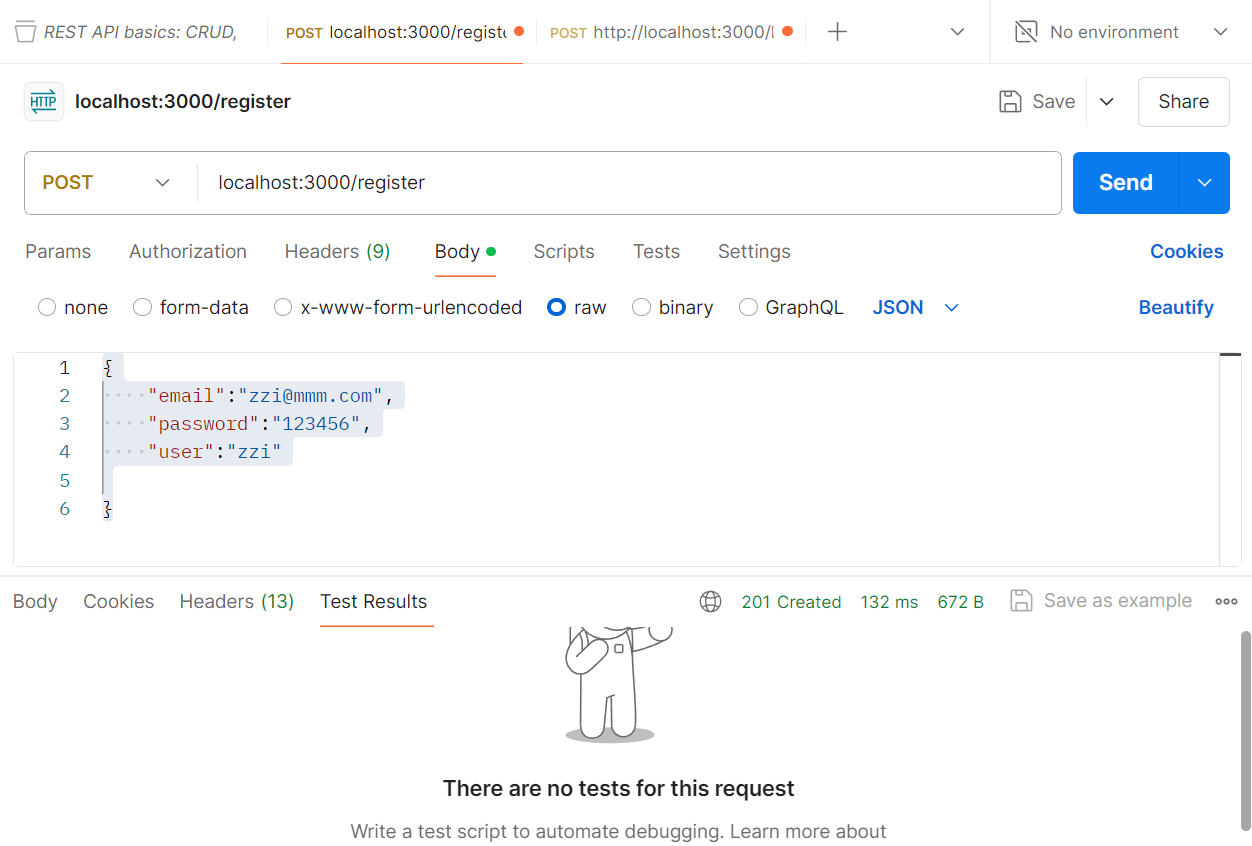 REST API basics: CRUD,
POST localhost:3000/registe
POST http://localhost:3000/l
No environment
HTTP localhost:3000/register
Save
Share
POST
localhost:3000/register
Send
Params
Authorization
Headers (9)
Body
Scripts
Tests
Settings
Cookies
none
form-data
x-www-form-urlencoded
raw
binary
GraphQL
JSON
Beautify
1 {
2 "email":"zzi@mmm.com",
3 "password":"123456",
4 "user":"zzi"
5
6 }
Body
Cookies
Headers (13)
Test Results
201 Created
132 ms
672 B
Save as example
There are no tests for this request
Write a test script to automate debugging. Learn more about